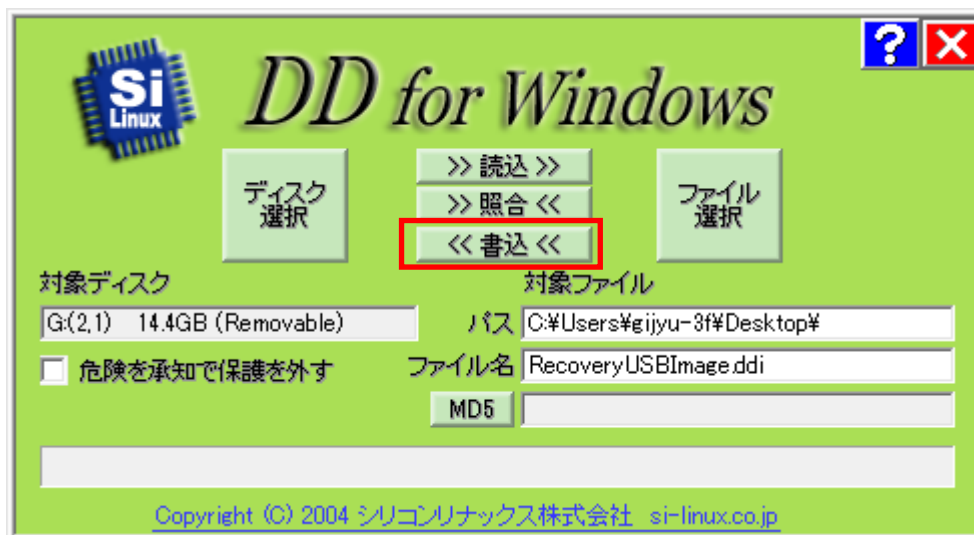 Si
Linux
DD for Windows
?
ディスク
選択
>> 読込 >>
>> 照合 <<
<< 書込 <<
ファイル
選択
対象ディスク
対象ファイル
G:(2,1) 14.4GB (Removable)
パス
C:¥Users¥gijyu-3f¥Desktop¥
危険を承知で保護を外す
ファイル名
RecoveryUSBImage.ddi
MD5
Copyright (C) 2004 シリコンリナックス株式会社 si-linux.co.jp